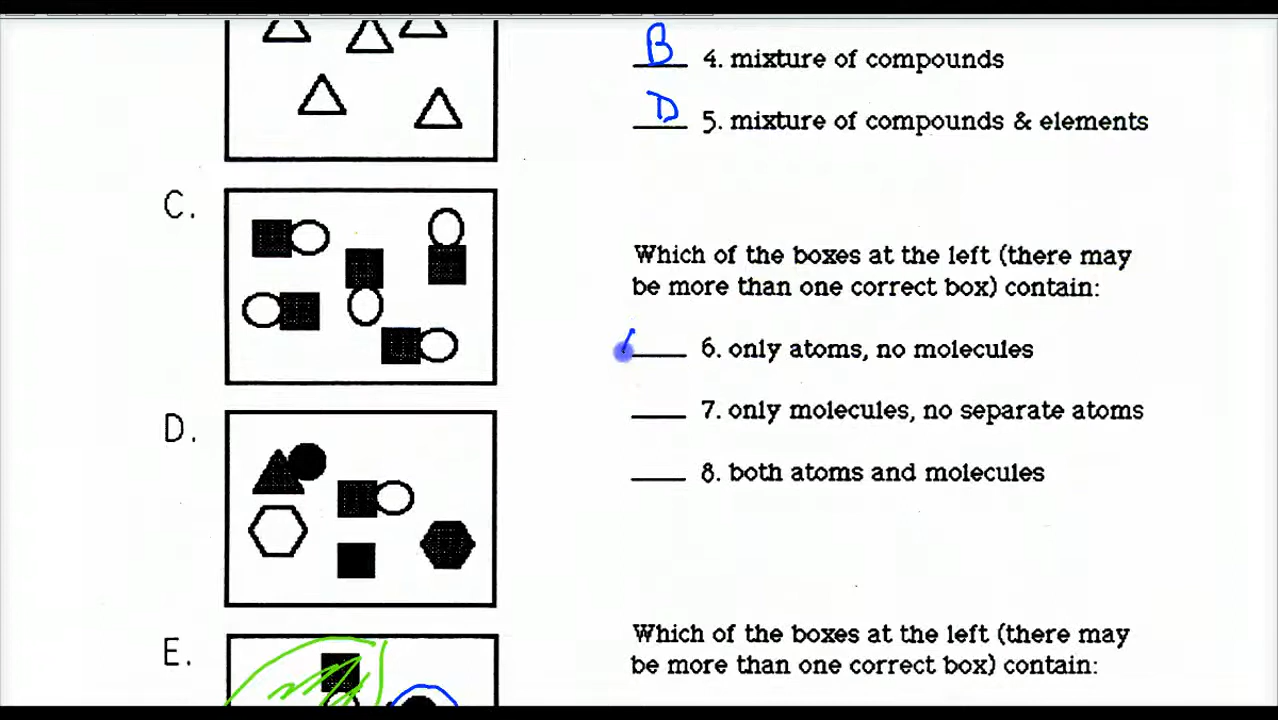 B 4. mixture of compounds
D 5. mixture of compounds & elements
C.
Which of the boxes at the left (there may
be more than one correct box) contain:
6. only atoms, no molecules
D.
7. only molecules, no separate atoms
8. both atoms and molecules
E.
Which of the boxes at the left (there may
be more than one correct box) contain: